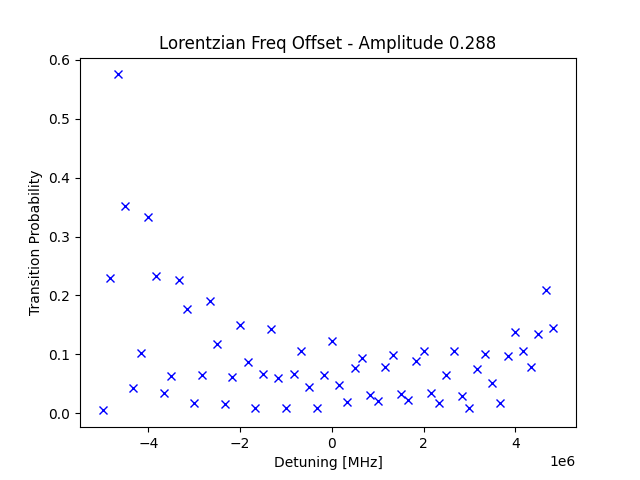 Lorentzian Freq Offset - Amplitude 0.288
Transition Probability
0.6
0.5
0.4
0.3
0.2
0.1
0.0
−4 −2 0 2 4
1e6
Detuning [MHz]